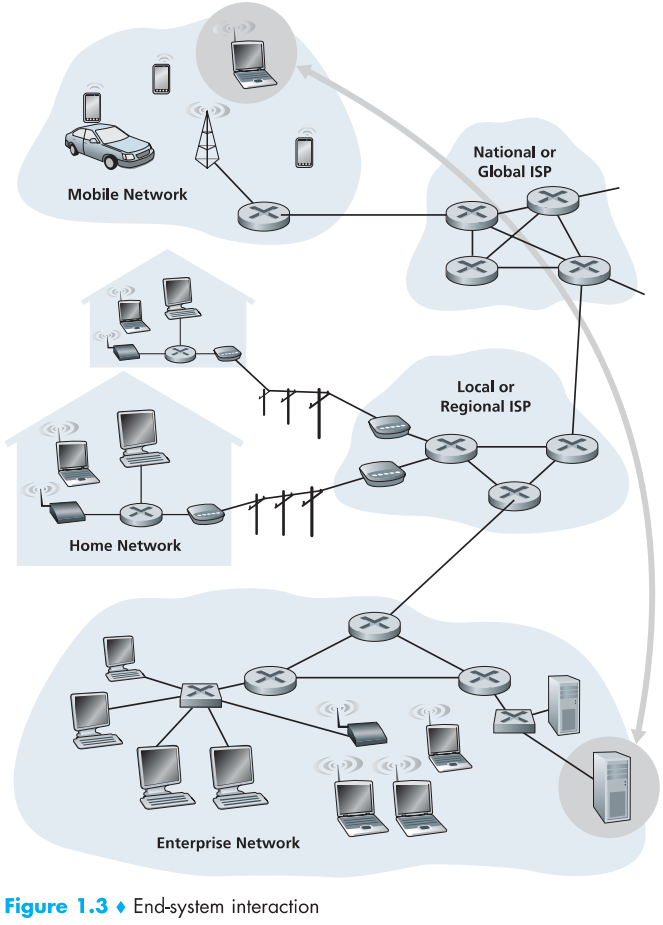 Mobile Network
National or
Global ISP
Local or
Regional ISP
Home Network
Enterprise Network
Figure 1.3 ♦ End-system interaction